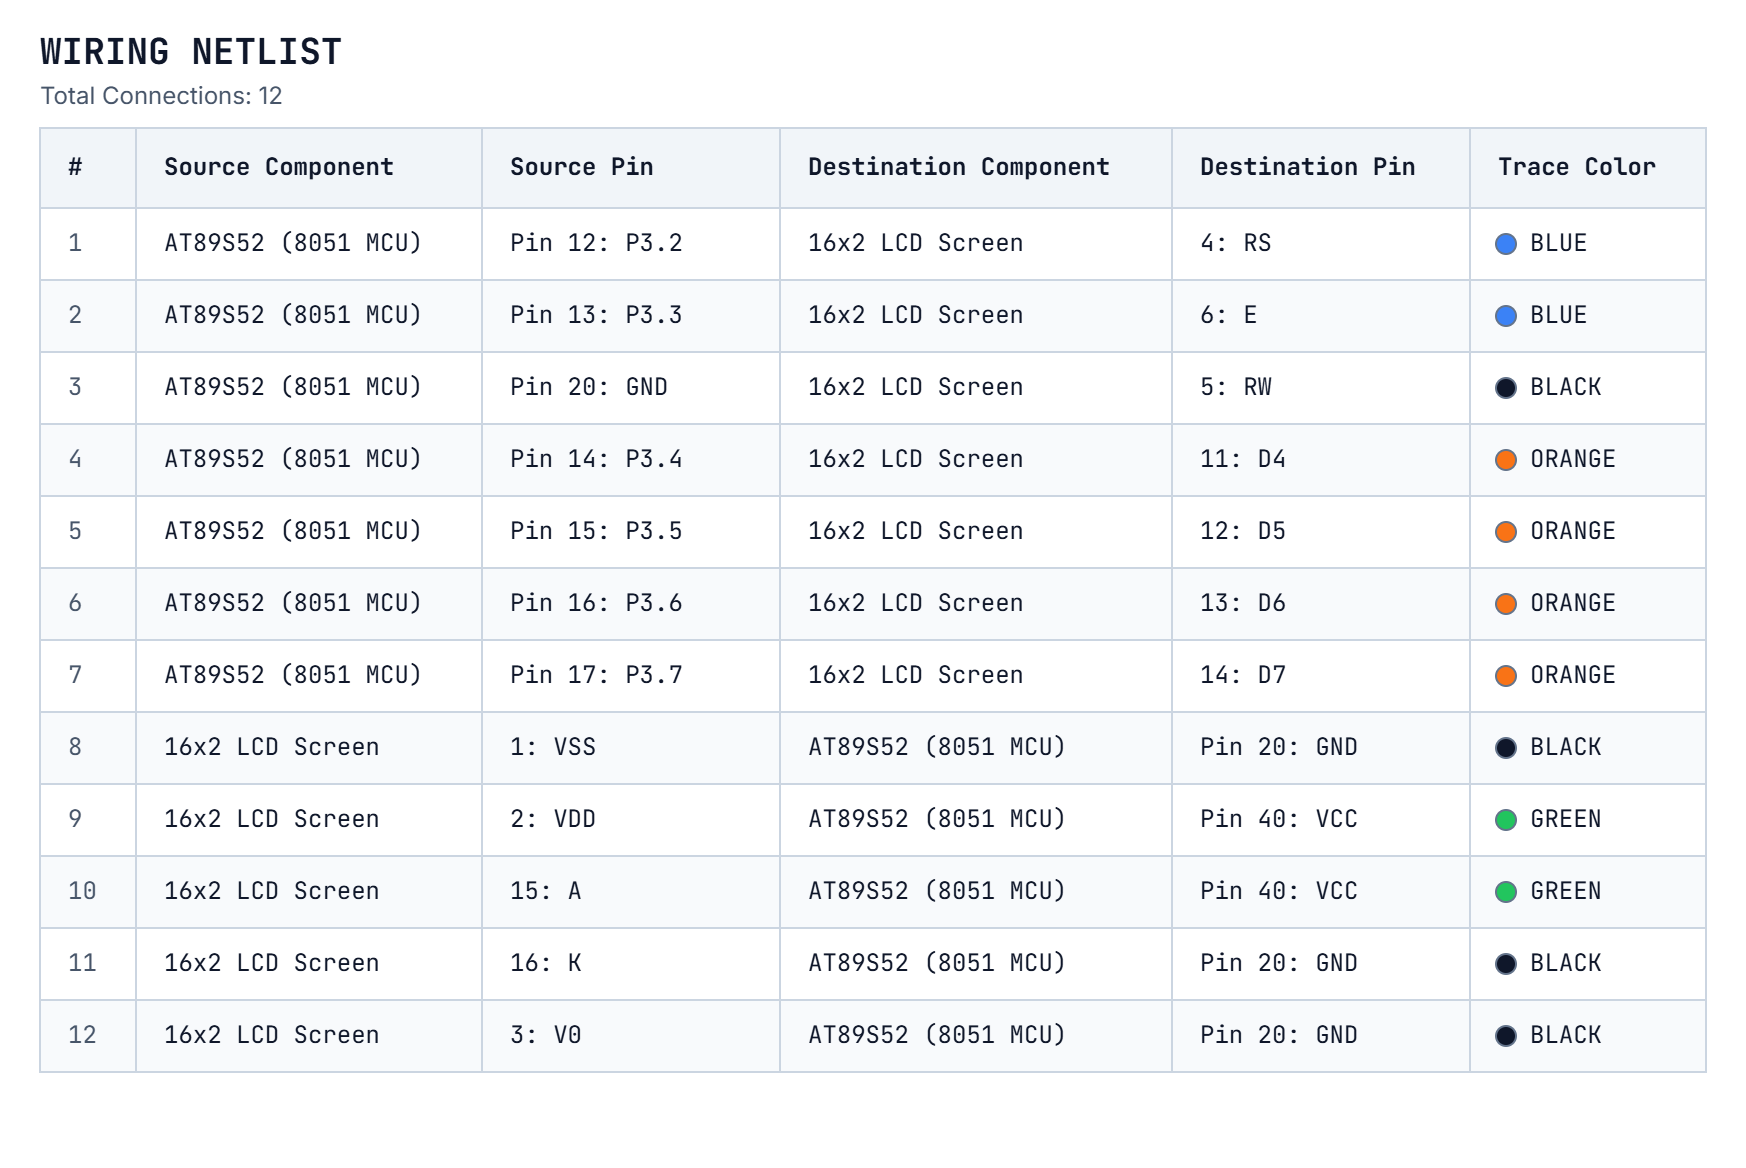 WIRING NETLIST
Total Connections: 12
# Source Component Source Pin Destination Component Destination Pin Trace Color
1 AT89S52 (8051 MCU) Pin 12: P3.2 16x2 LCD Screen 4: RS BLUE
2 AT89S52 (8051 MCU) Pin 13: P3.3 16x2 LCD Screen 6: E BLUE
3 AT89S52 (8051 MCU) Pin 20: GND 16x2 LCD Screen 5: RW BLACK
4 AT89S52 (8051 MCU) Pin 14: P3.4 16x2 LCD Screen 11: D4 ORANGE
5 AT89S52 (8051 MCU) Pin 15: P3.5 16x2 LCD Screen 12: D5 ORANGE
6 AT89S52 (8051 MCU) Pin 16: P3.6 16x2 LCD Screen 13: D6 ORANGE
7 AT89S52 (8051 MCU) Pin 17: P3.7 16x2 LCD Screen 14: D7 ORANGE
8 16x2 LCD Screen 1: VSS AT89S52 (8051 MCU) Pin 20: GND BLACK
9 16x2 LCD Screen 2: VDD AT89S52 (8051 MCU) Pin 40: VCC GREEN
10 16x2 LCD Screen 15: A AT89S52 (8051 MCU) Pin 40: VCC GREEN
11 16x2 LCD Screen 16: K AT89S52 (8051 MCU) Pin 20: GND BLACK
12 16x2 LCD Screen 3: V0 AT89S52 (8051 MCU) Pin 20: GND BLACK